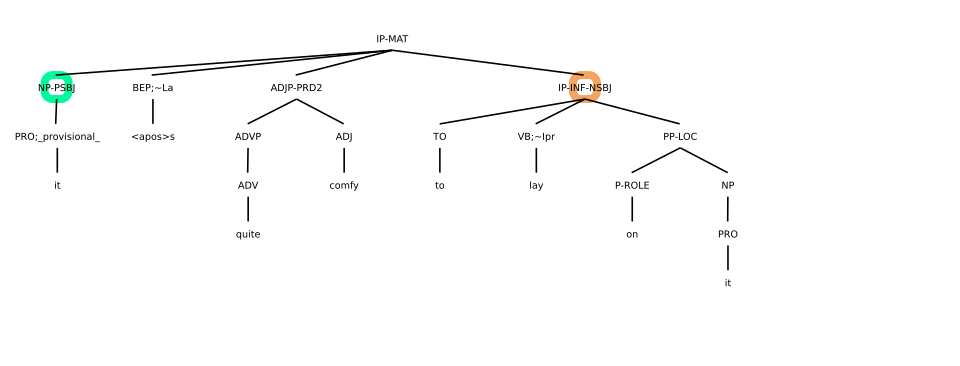 IP-MAT
NP-PSBJ BEP;~La ADJP-PRD2 IP-INF-NSBJ
PRO;_provisional_ <apos>s ADVP ADJ TO VB;~Ipr PP-LOC
it ADV comfy to lay P-ROLE NP
quite on PRO
it